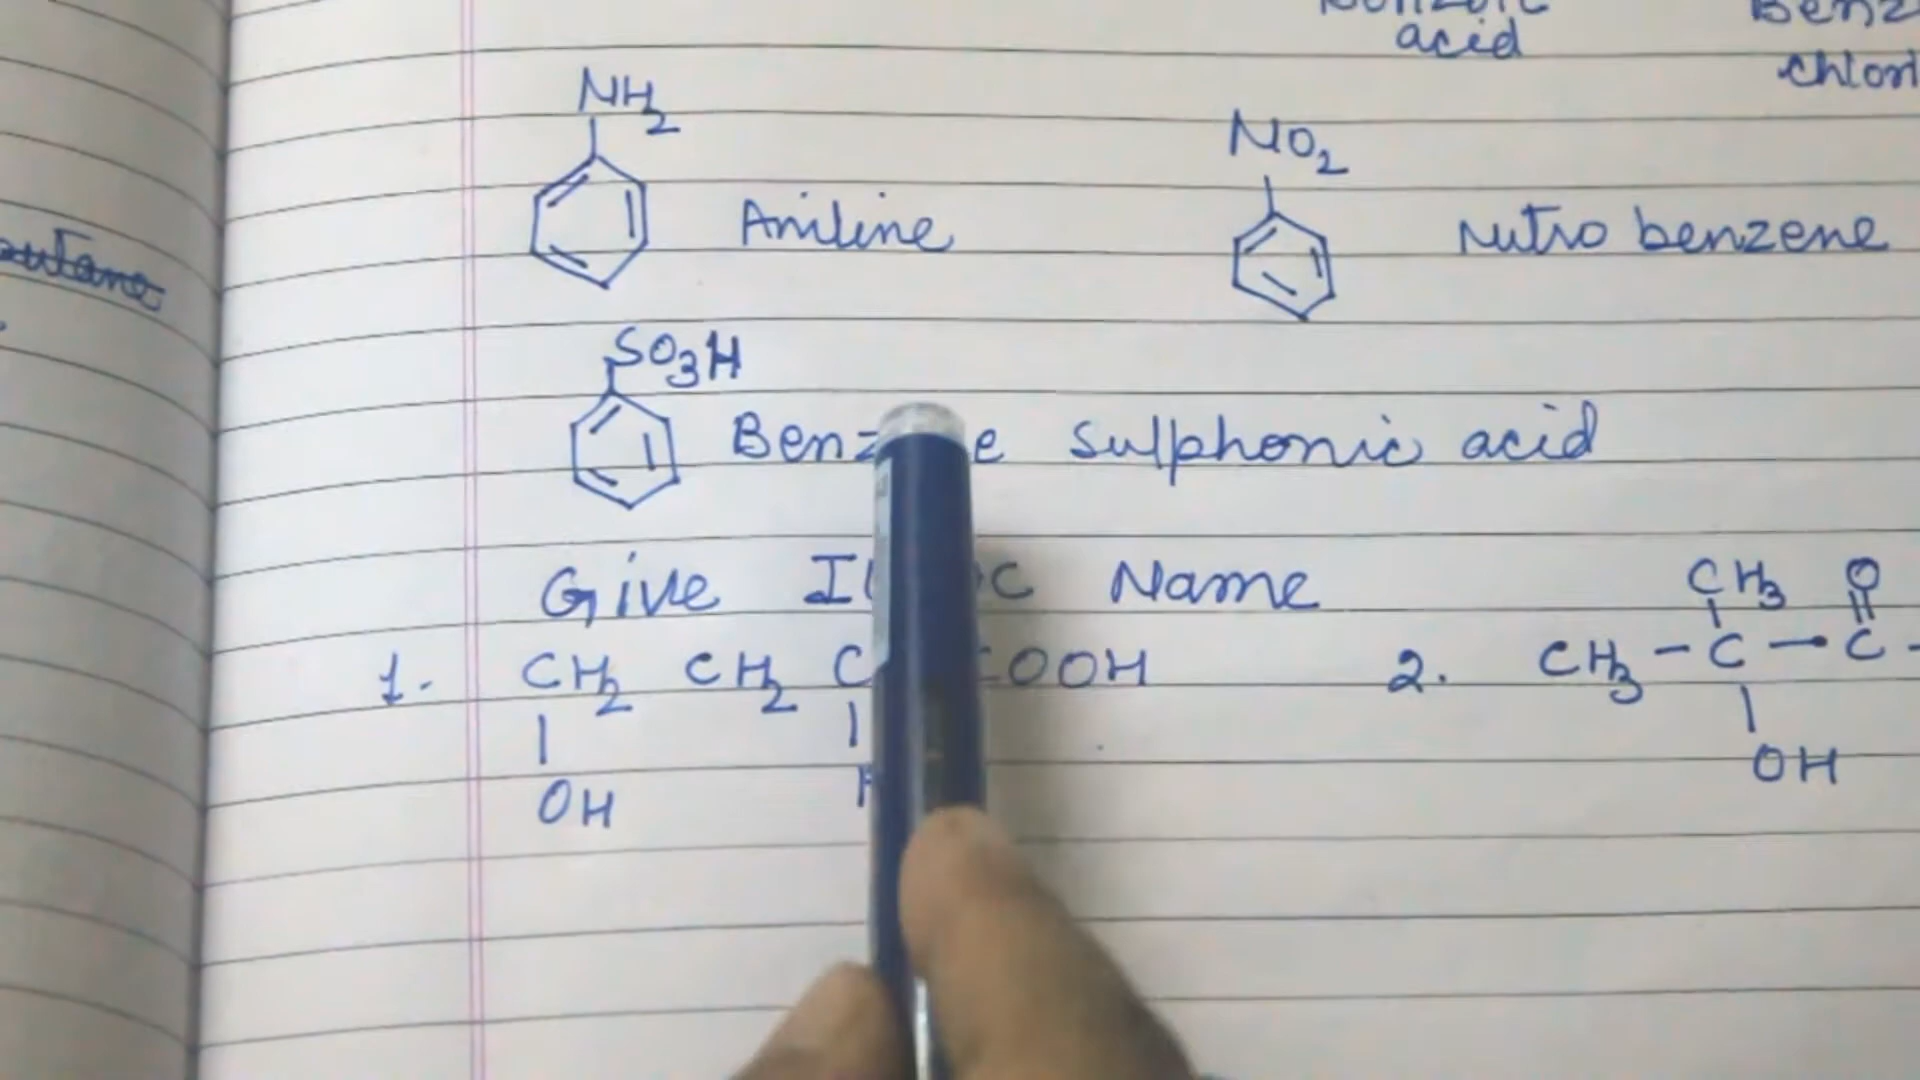 acid
chlori
NH2
NO2
Aniline
Nitro benzene
SO3H
sulphonic acid
Give Name
CH3 O
1. CH2 CH2 C COOH
2. CH3 - C - C -
OH
OH